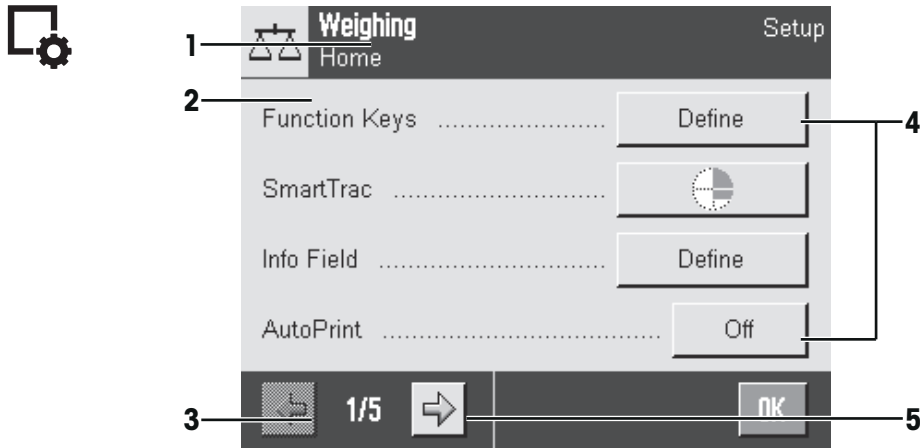 Weighing
Home
Setup
1
2
Function Keys ........................ Define
4
SmartTrac ..............................
Info Field ................................ Define
AutoPrint ....................................... Off
3
1/5
OK
5